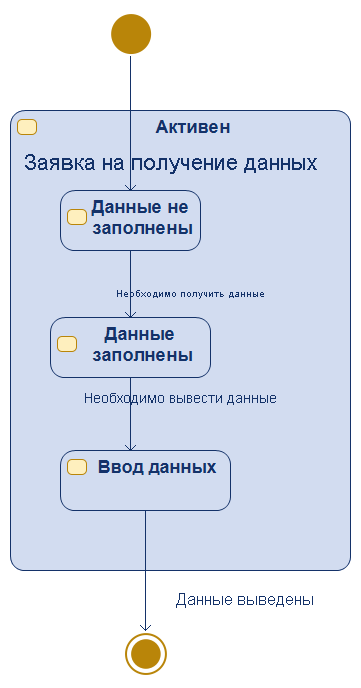 Активен
Заявка на получение данных
Данные не
заполнены
Необходимо получить данные
Данные
заполнены
Необходимо вывести данные
Ввод данных
Данные выведены